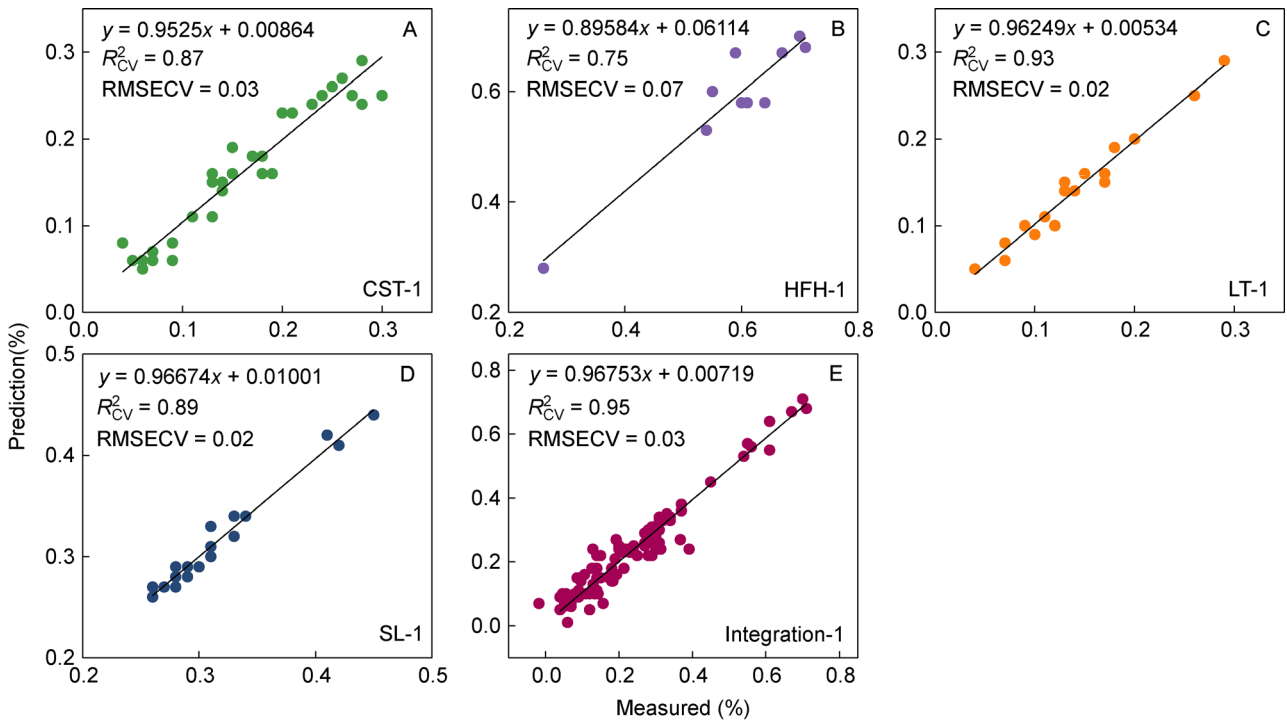 y = 0.9525x + 0.00864
A
R²CV = 0.87
RMSECV = 0.03
CST-1
0.3
0.2
0.1
0.0
0.0 0.1 0.2 0.3
y = 0.89584x + 0.06114
B
R²CV = 0.75
RMSECV = 0.07
HFH-1
0.6
0.4
0.2
0.2 0.4 0.6 0.8
y = 0.96249x + 0.00534
C
R²CV = 0.93
RMSECV = 0.02
LT-1
0.3
0.2
0.1
0.0
0.0 0.1 0.2 0.3
Prediction(%)
y = 0.96674x + 0.01001
D
R²CV = 0.89
RMSECV = 0.02
SL-1
0.5
0.4
0.3
0.2
0.2 0.3 0.4 0.5
y = 0.96753x + 0.00719
E
R²CV = 0.95
RMSECV = 0.03
Integration-1
0.8
0.6
0.4
0.2
0.0
0.0 0.2 0.4 0.6 0.8
Measured (%)